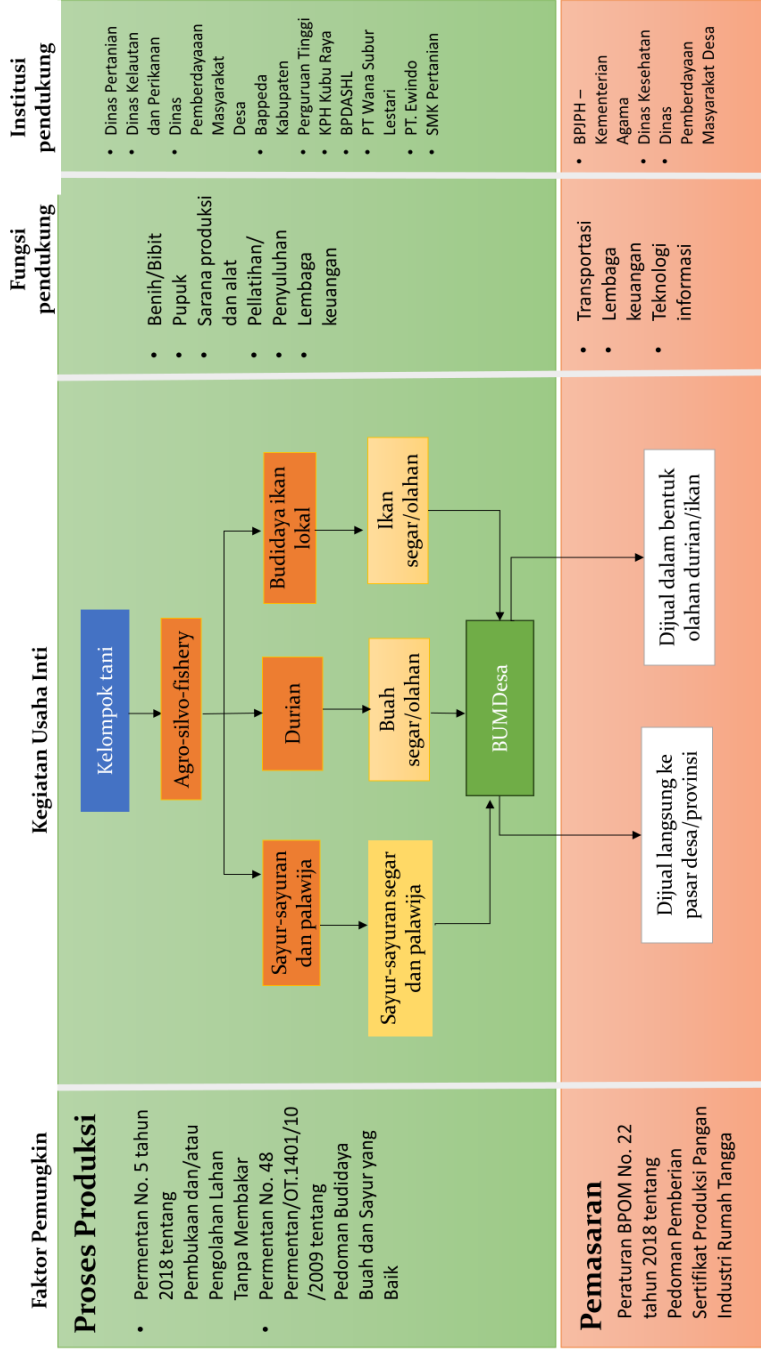 Faktor Pemungkin
Kegiatan Usaha Inti
Fungsi
pendukung
Institusi
pendukung
Proses Produksi
• Permentan No. 5 tahun
2018 tentang
Pembukaan dan/atau
Pengolahan Lahan
Tanpa Membakar
• Permentan No. 48
Permentan/OT.1401/10
/2009 tentang
Pedoman Budidaya
Buah dan Sayur yang
Baik
Kelompok tani
Agro-silvo-fishery
Sayur-sayuran
dan palawija
Durian
Budidaya ikan
lokal
Sayur-sayuran segar
dan palawija
Buah
segar/olahan
Ikan
segar/olahan
BUMDesa
• Benih/Bibit
• Pupuk
• Sarana produksi
dan alat
• Pellatihan/
• Penyuluhan
• Lembaga
keuangan
• Dinas Pertanian
• Dinas Kelautan
dan Perikanan
• Dinas
Pemberdayaaan
Masyarakat
Desa
• Bappeda
Kabupaten
• Perguruan Tinggi
• KPH Kubu Raya
• BPDASHL
• PT Wana Subur
Lestari
• PT. Ewindo
• SMK Pertanian
Pemasaran
Peraturan BPOM No. 22
tahun 2018 tentang
Pedoman Pemberian
Sertifikat Produksi Pangan
Industri Rumah Tangga
Dijual langsung ke
pasar desa/provinsi
Dijual dalam bentuk
olahan durian/ikan
• Transportasi
• Lembaga
keuangan
• Teknologi
informasi
• BPJPH –
Kementerian
Agama
• Dinas Kesehatan
• Dinas
Pemberdayaan
Masyarakat Desa